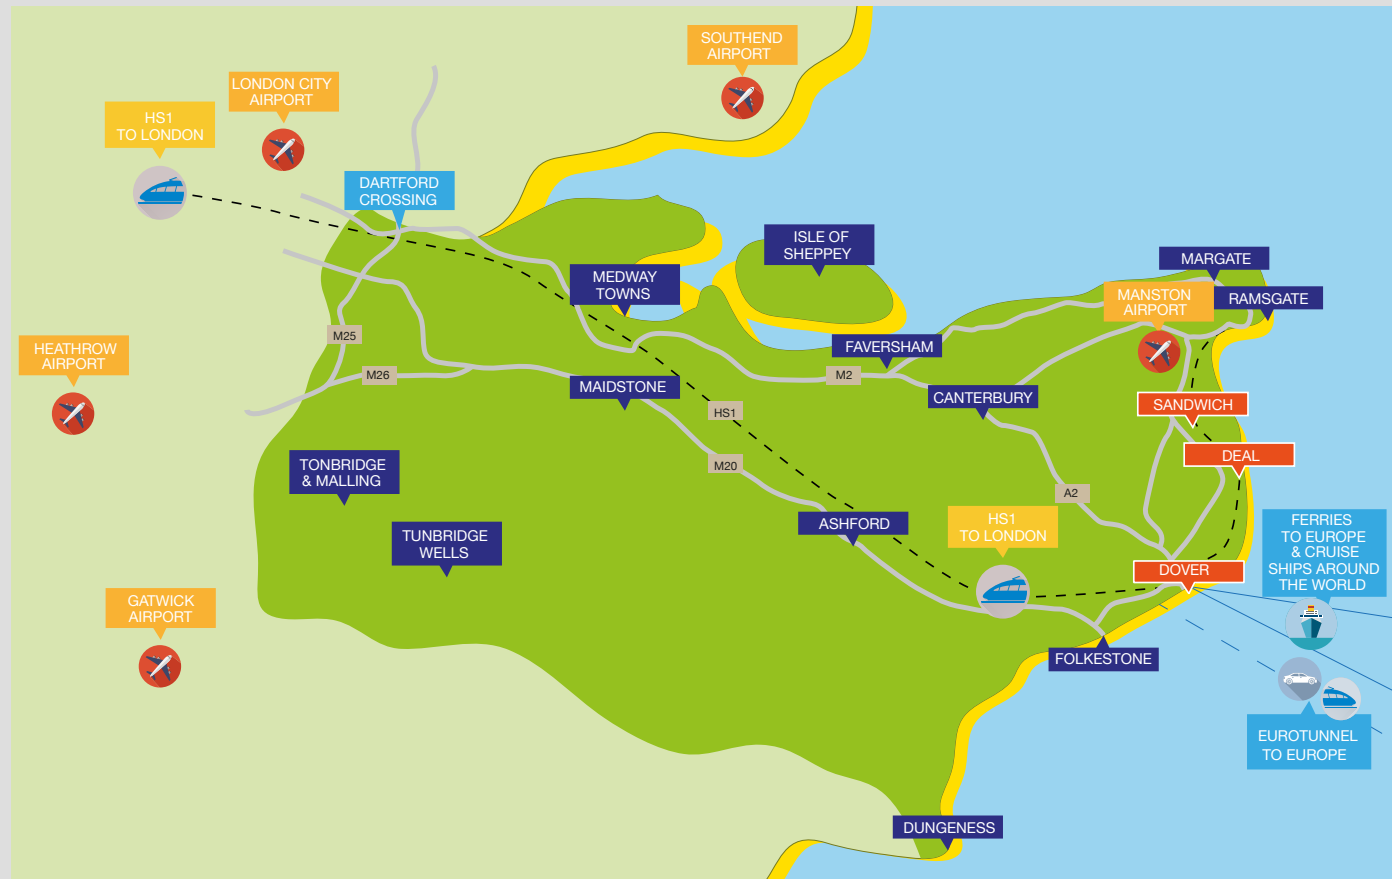 SOUTHEND
AIRPORT
LONDON CITY
AIRPORT
HS1
TO LONDON
DARTFORD
CROSSING
ISLE OF
SHEPPEY
MARGATE
MEDWAY
TOWNS
MANSTON
AIRPORT
RAMSGATE
M25
HEATHROW
AIRPORT
FAVERSHAM
M26
M2
MAIDSTONE
CANTERBURY
SANDWICH
HS1
DEAL
TONBRIDGE
& MALLING
M20
A2
ASHFORD
HS1
TO LONDON
FERRIES
TO EUROPE
& CRUISE
SHIPS AROUND
THE WORLD
TUNBRIDGE
WELLS
DOVER
GATWICK
AIRPORT
FOLKESTONE
EUROTUNNEL
TO EUROPE
DUNGENESS